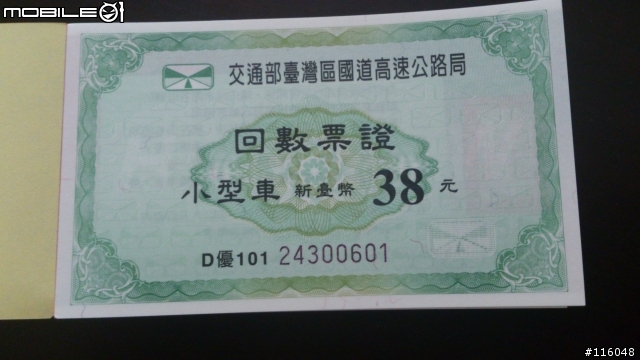 MOBILE01
交通部臺灣區國道高速公路局
回數票證
小型車 新臺幣 38 元
D優101 24300601
#116048